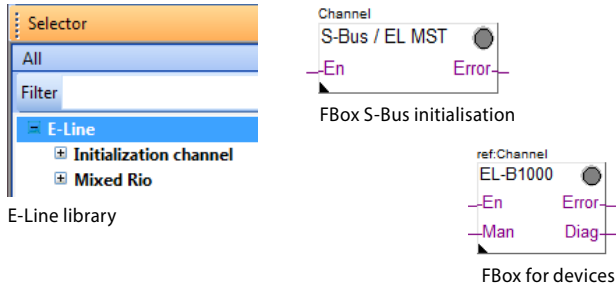 Selector
All
Filter
E-Line
Initialization channel
Mixed Rio
E-Line library
Channel
S-Bus / EL MST
En Error
FBox S-Bus initialisation
ref:Channel
EL-B1000
En Error
Man Diag
FBox for devices